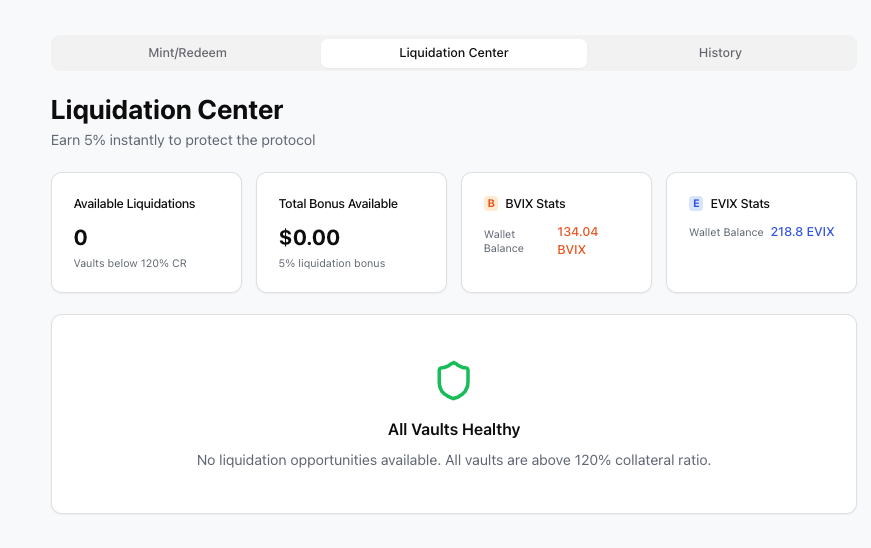 Mint/Redeem
Liquidation Center
History
Liquidation Center
Earn 5% instantly to protect the protocol
Available Liquidations
0
Vaults below 120% CR
Total Bonus Available
$0.00
5% liquidation bonus
B BVIX Stats
Wallet
Balance
134.04
BVIX
E EVIX Stats
Wallet Balance 218.8 EVIX
All Vaults Healthy
No liquidation opportunities available. All vaults are above 120% collateral ratio.